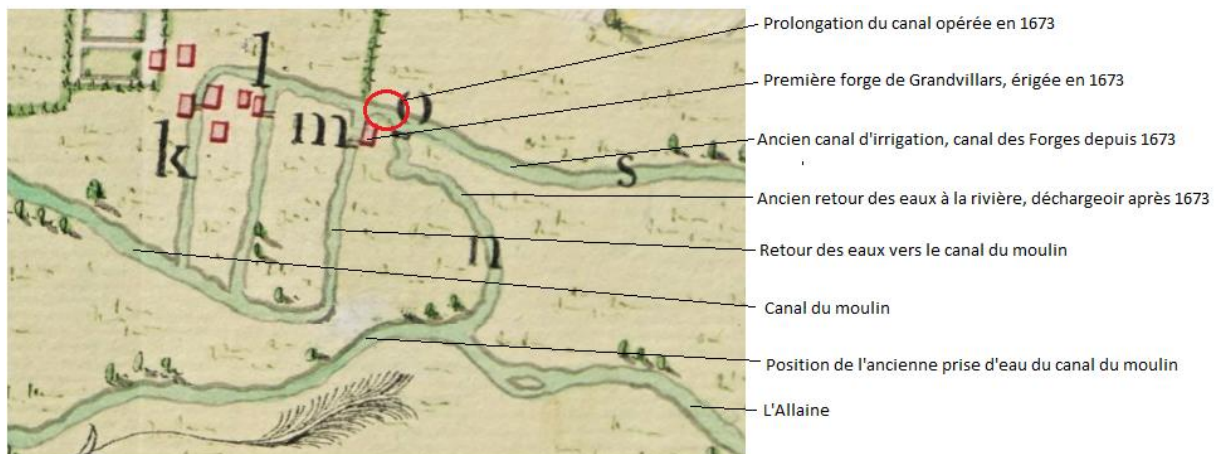 Prolongation du canal opérée en 1673
Première forge de Grandvillars, érigée en 1673
Ancien canal d'irrigation, canal des Forges depuis 1673
Ancien retour des eaux à la rivière, déchargeoir après 1673
Retour des eaux vers le canal du moulin
Canal du moulin
Position de l'ancienne prise d'eau du canal du moulin
L'Allaine
l
m
o
k
s
n